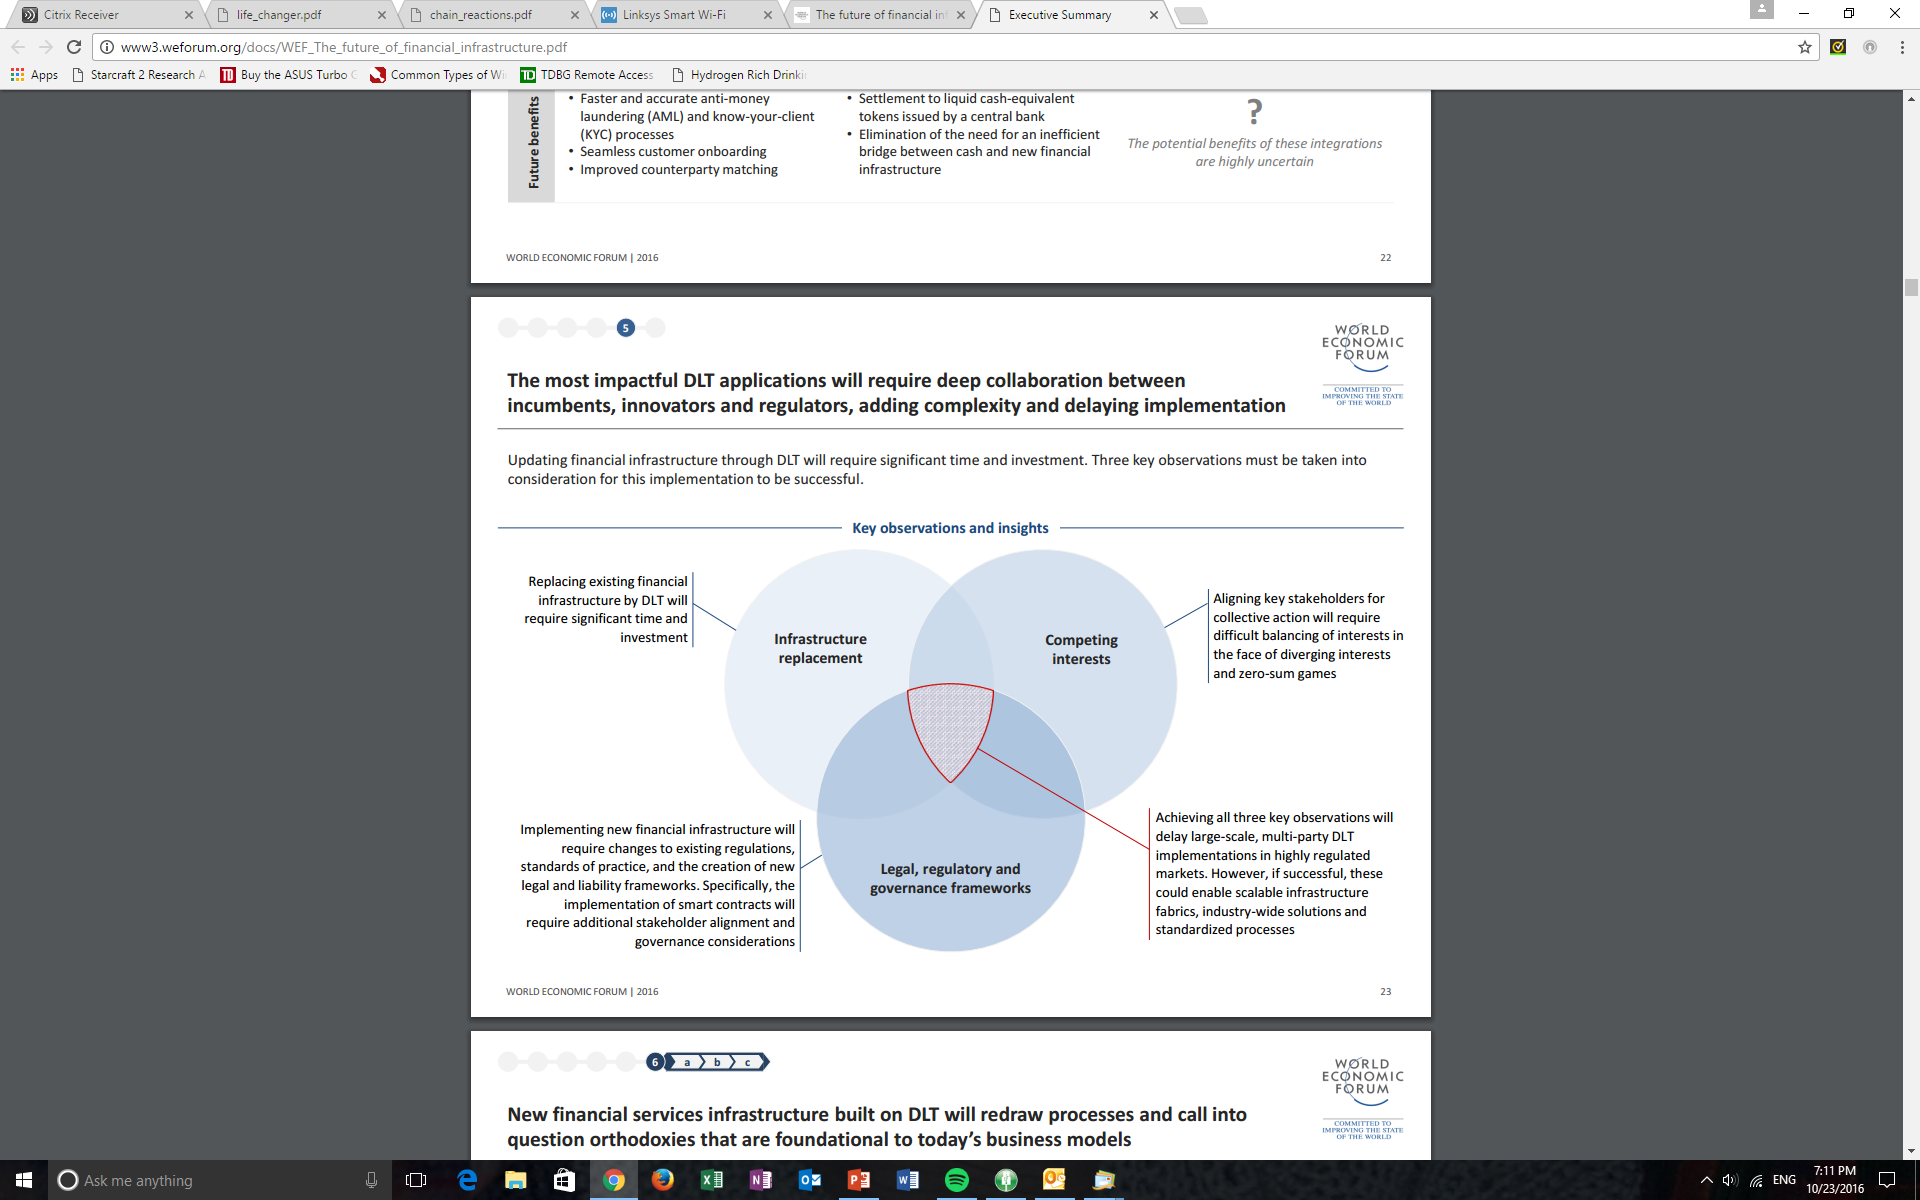 Citrix Receiver
life_changer.pdf
chain_reactions.pdf
Linksys Smart Wi-Fi
The future of financial in
Executive Summary
www3.weforum.org/docs/WEF_The_future_of_financial_infrastructure.pdf
Apps
Starcraft 2 Research A
Buy the ASUS Turbo
Common Types of Wi
TD
TDBG Remote Access
Hydrogen Rich Drinki
Future benefits
• Faster and accurate anti-money
laundering (AML) and know-your-client
(KYC) processes
• Seamless customer onboarding
• Improved counterparty matching
• Settlement to liquid cash-equivalent
tokens issued by a central bank
• Elimination of the need for an inefficient
bridge between cash and new financial
infrastructure
?
The potential benefits of these integrations
are highly uncertain
WORLD ECONOMIC FORUM | 2016
22
5
WORLD
ECONOMIC
FORUM
COMMITTED TO
IMPROVING THE STATE
OF THE WORLD
The most impactful DLT applications will require deep collaboration between
incumbents, innovators and regulators, adding complexity and delaying implementation
Updating financial infrastructure through DLT will require significant time and investment. Three key observations must be taken into
consideration for this implementation to be successful.
Key observations and insights
Replacing existing financial
infrastructure by DLT will
require significant time and
investment
Infrastructure
replacement
Competing
interests
Aligning key stakeholders for
collective action will require
difficult balancing of interests in
the face of diverging interests
and zero-sum games
Implementing new financial infrastructure will
require changes to existing regulations,
standards of practice, and the creation of new
legal and liability frameworks. Specifically, the
implementation of smart contracts will
require additional stakeholder alignment and
governance considerations
Legal, regulatory and
governance frameworks
Achieving all three key observations will
delay large-scale, multi-party DLT
implementations in highly regulated
markets. However, if successful, these
could enable scalable infrastructure
fabrics, industry-wide solutions and
standardized processes
WORLD ECONOMIC FORUM | 2016
23
6 a b c
WORLD
ECONOMIC
FORUM
COMMITTED TO
IMPROVING THE STATE
OF THE WORLD
New financial services infrastructure built on DLT will redraw processes and call into
question orthodoxies that are foundational to today's business models
Ask me anything
ENG
7:11 PM
10/23/2016